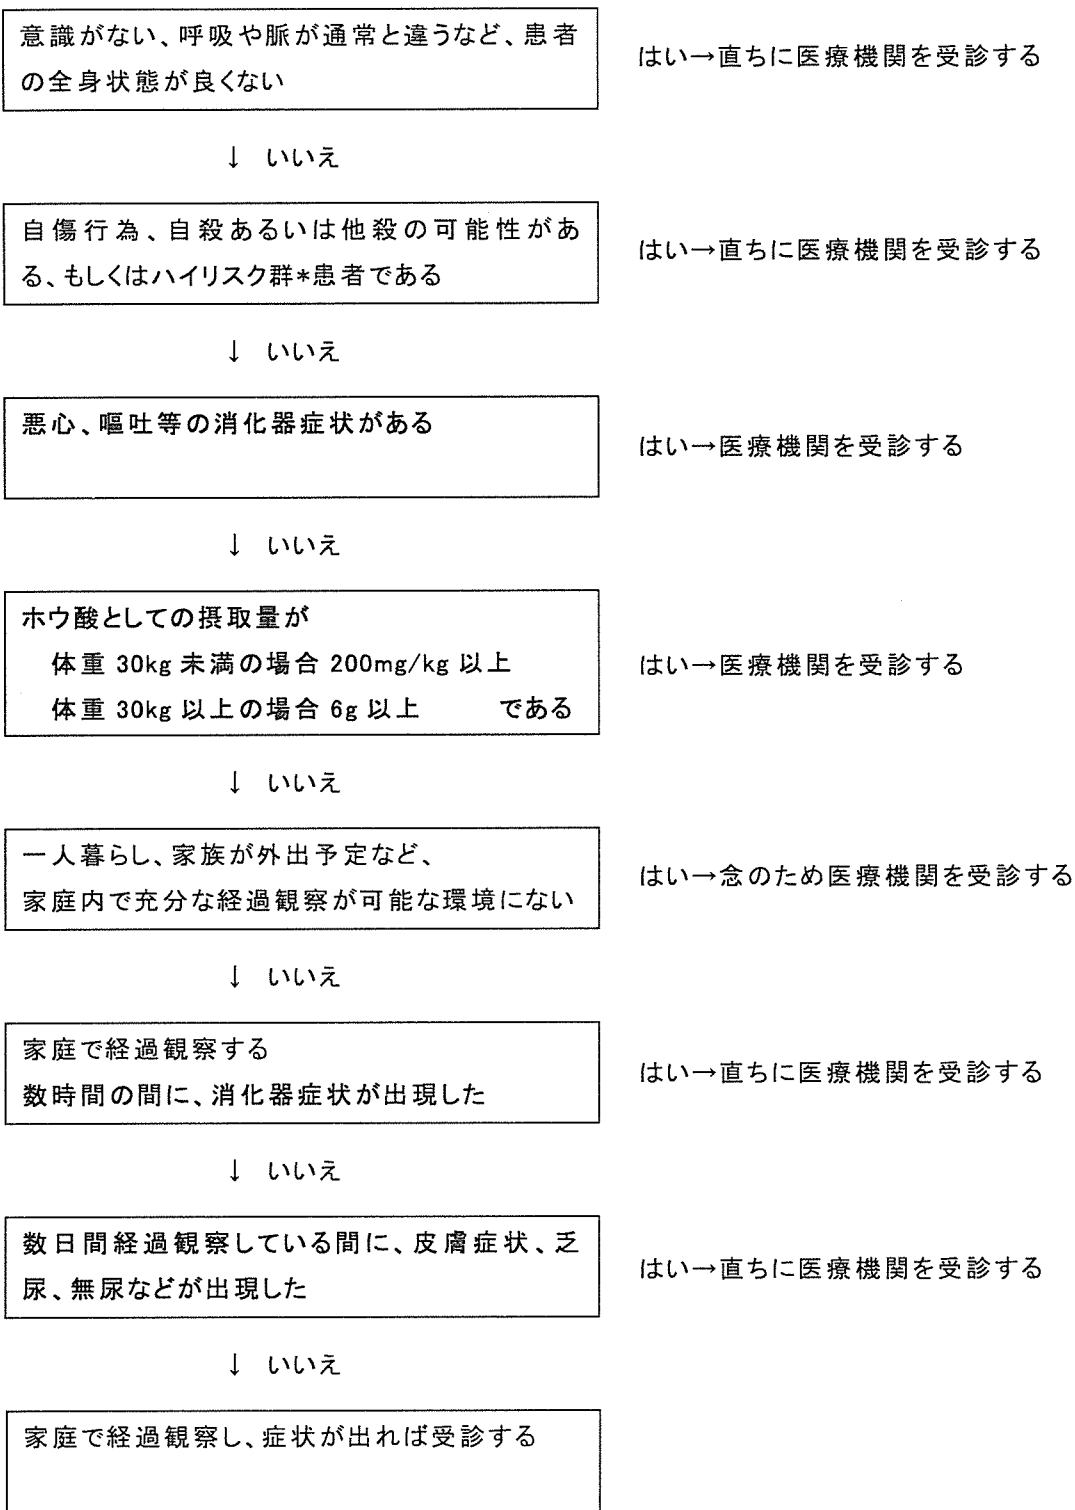 意識がない、呼吸や脈が通常と違うなど、患者
の全身状態が良くない
はい→直ちに医療機関を受診する
↓ いいえ
自傷行為、自殺あるいは他殺の可能性があ
る、もしくはハイリスク群*患者である
はい→直ちに医療機関を受診する
↓ いいえ
悪心、嘔吐等の消化器症状がある
はい→医療機関を受診する
↓ いいえ
ホウ酸としての摂取量が
体重 30kg 未満の場合 200mg/kg 以上
体重 30kg 以上の場合 6g 以上 である
はい→医療機関を受診する
↓ いいえ
一人暮らし、家族が外出予定など、
家庭内で充分な経過観察が可能な環境にない
はい→念のため医療機関を受診する
↓ いいえ
家庭で経過観察する
数時間の間に、消化器症状が出現した
はい→直ちに医療機関を受診する
↓ いいえ
数日間経過観察している間に、皮膚症状、乏
尿、無尿などが出現した
はい→直ちに医療機関を受診する
↓ いいえ
家庭で経過観察し、症状が出れば受診する